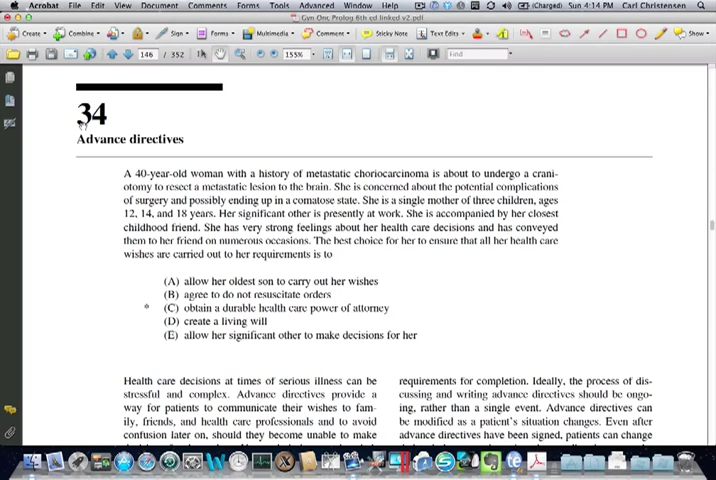 Acrobat File Edit View Document Comments Forms Tools Advanced Window Help (Charged) Sun 4:14 PM Carl Christensen
Gyn Onc Prolog 6th ed linked v2.pdf
Create Combine Sign Forms Multimedia Comment Sticky Note Text Edits Show
146 / 352 155% Find
34
Advance directives
A 40-year-old woman with a history of metastatic choriocarcinoma is about to undergo a crani-
otomy to resect a metastatic lesion to the brain. She is concerned about the potential complications
of surgery and possibly ending up in a comatose state. She is a single mother of three children, ages
12, 14, and 18 years. Her significant other is presently at work. She is accompanied by her closest
childhood friend. She has very strong feelings about her health care decisions and has conveyed
them to her friend on numerous occasions. The best choice for her to ensure that all her health care
wishes are carried out to her requirements is to
(A) allow her oldest son to carry out her wishes
(B) agree to do not resuscitate orders
* (C) obtain a durable health care power of attorney
(D) create a living will
(E) allow her significant other to make decisions for her
Health care decisions at times of serious illness can be
stressful and complex. Advance directives provide a
way for patients to communicate their wishes to fam-
ily, friends, and health care professionals and to avoid
confusion later on, should they become unable to make
requirements for completion. Ideally, the process of dis-
cussing and writing advance directives should be ongo-
ing, rather than a single event. Advance directives can
be modified as a patient's situation changes. Even after
advance directives have been signed, patients can change